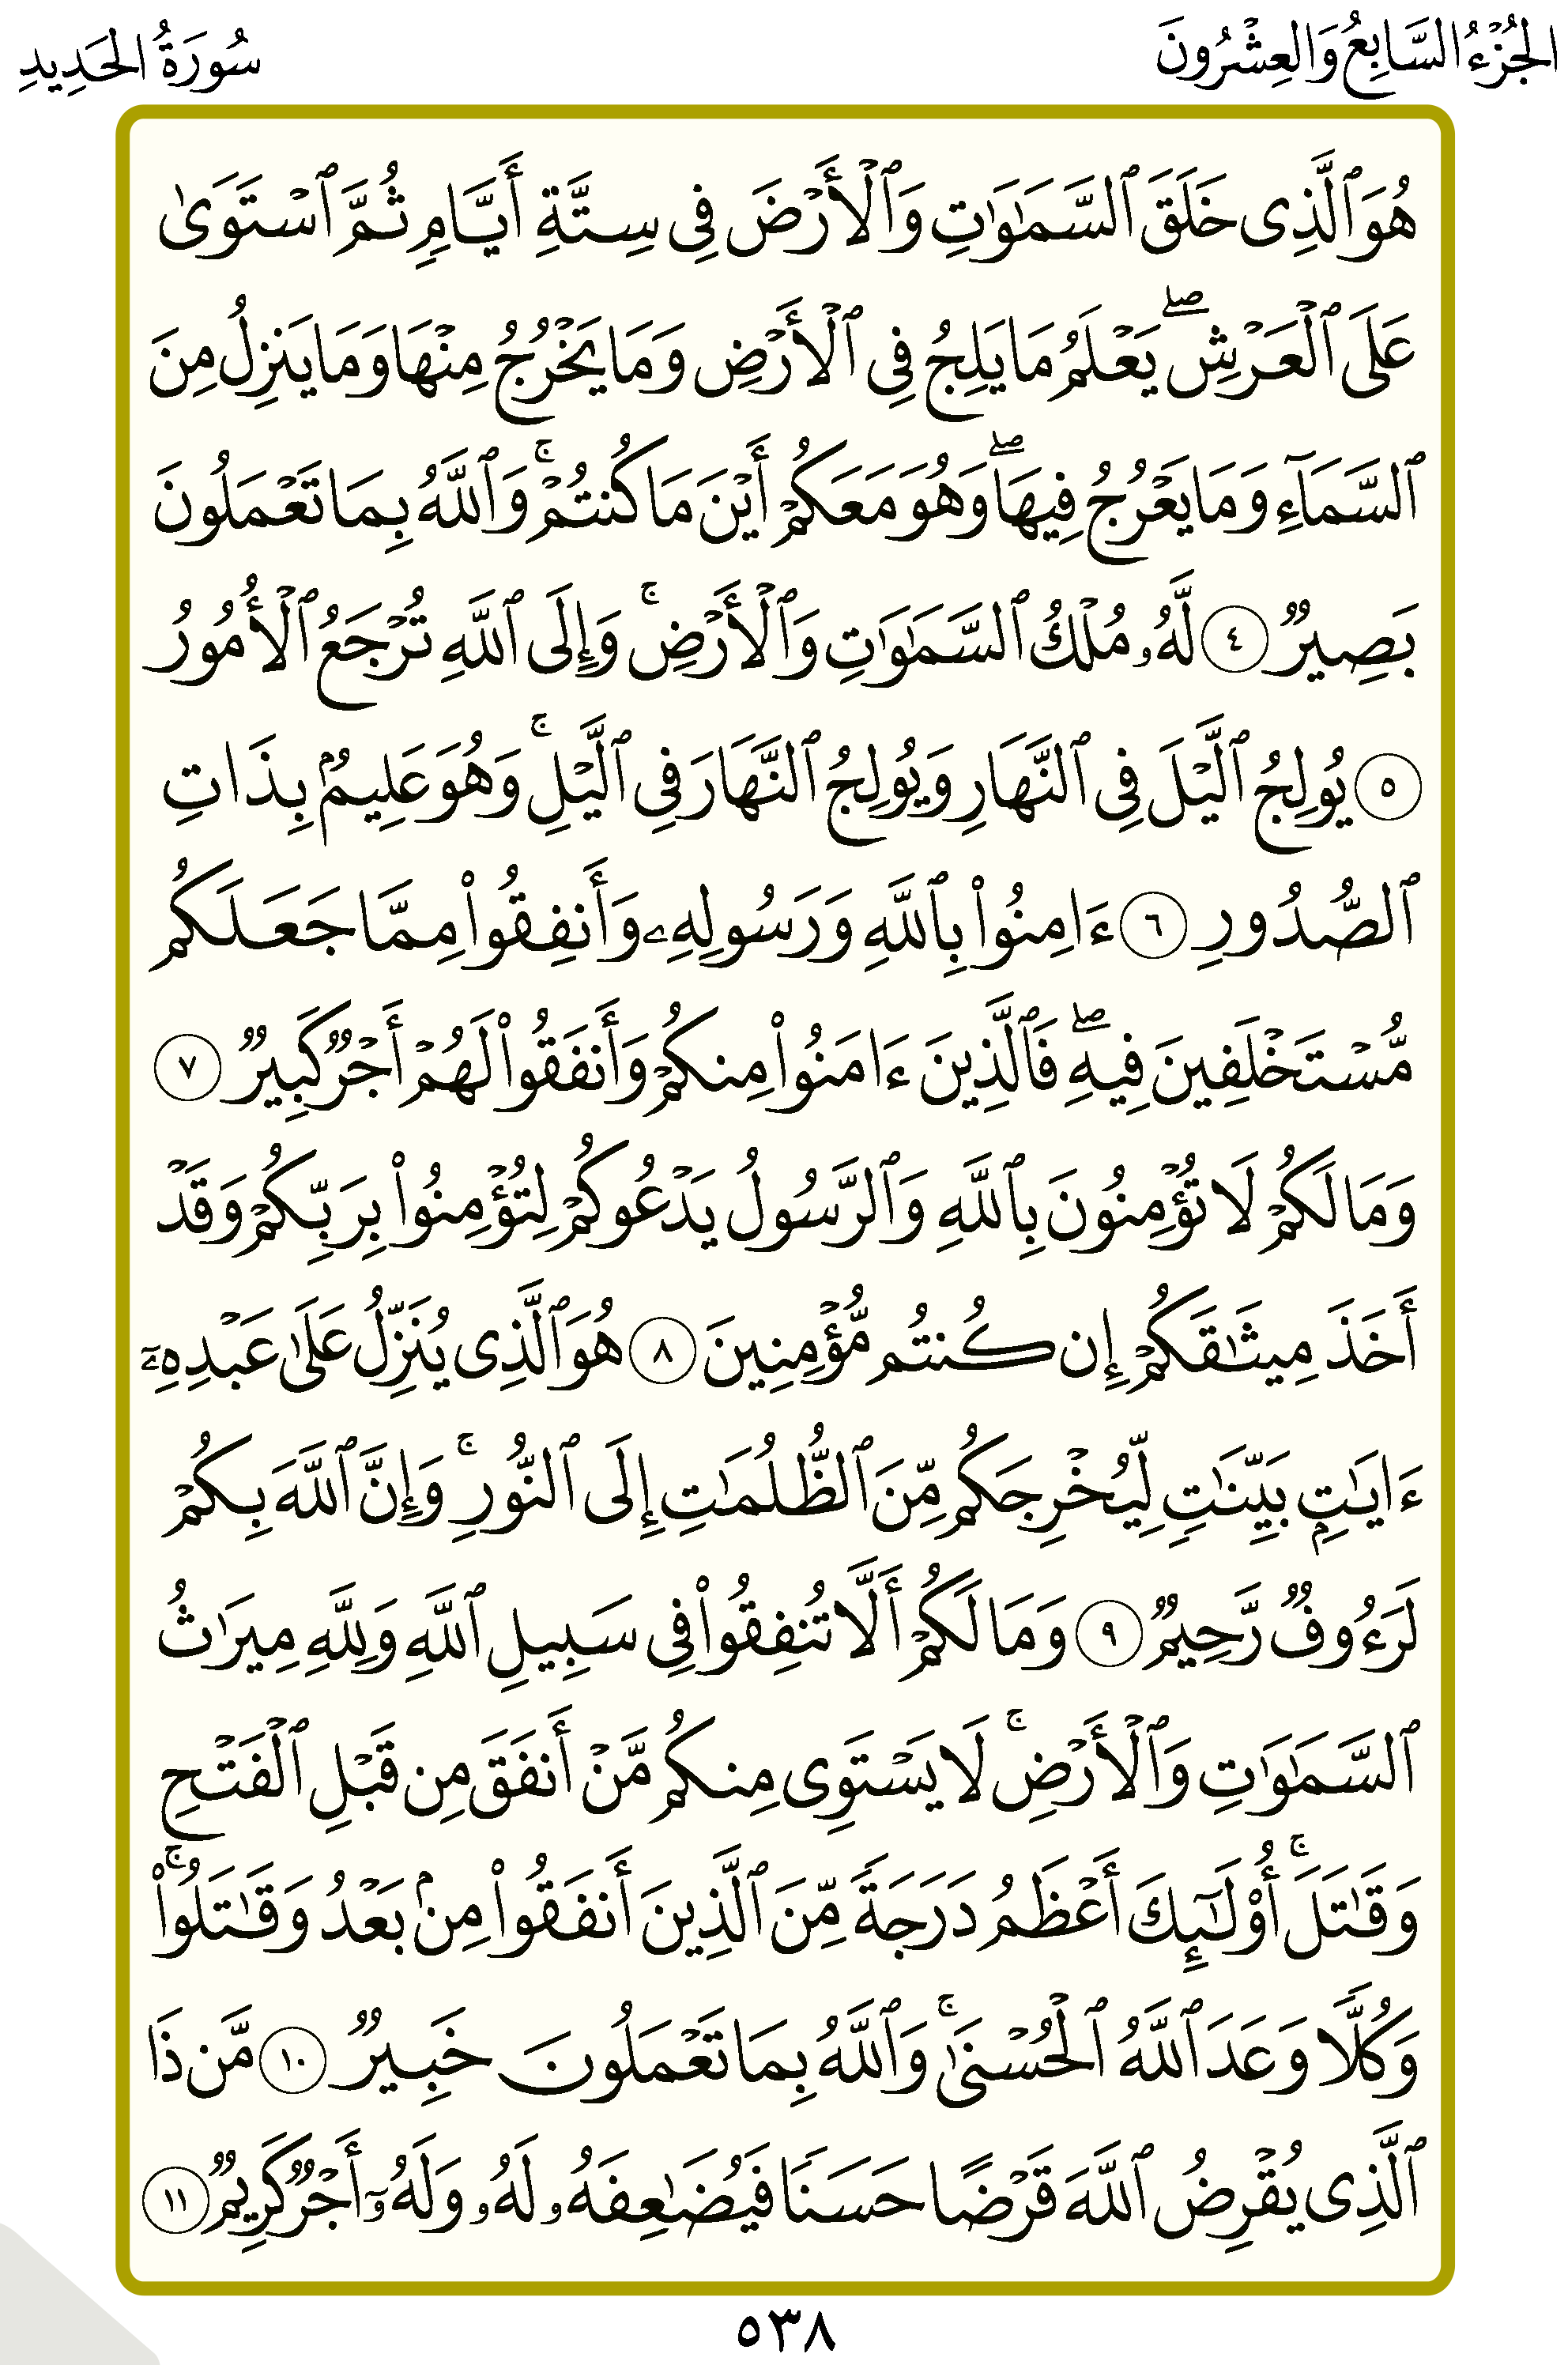 الجُزْءُ السَّابِعُ وَالعِشْرُونَ
سُورَةُ الحَدِيدِ
هُوَ ٱلَّذِى خَلَقَ ٱلسَّمَٰوَٰتِ وَٱلْأَرْضَ فِى سِتَّةِ أَيَّامٍ ثُمَّ ٱسْتَوَىٰ
عَلَى ٱلْعَرْشِ ۖ يَعْلَمُ مَا يَلِجُ فِى ٱلْأَرْضِ وَمَا يَخْرُجُ مِنْهَا وَمَا يَنزِلُ مِنَ
ٱلسَّمَآءِ وَمَا يَعْرُجُ فِيهَا ۖ وَهُوَ مَعَكُمْ أَيْنَ مَا كُنتُمْ ۚ وَٱللَّهُ بِمَا تَعْمَلُونَ
بَصِيرٌ ٤ لَّهُۥ مُلْكُ ٱلسَّمَٰوَٰتِ وَٱلْأَرْضِ ۚ وَإِلَى ٱللَّهِ تُرْجَعُ ٱلْأُمُورُ
٥ يُولِجُ ٱلَّيْلَ فِى ٱلنَّهَارِ وَيُولِجُ ٱلنَّهَارَ فِى ٱلَّيْلِ ۚ وَهُوَ عَلِيمٌۢ بِذَاتِ
ٱلصُّدُورِ ٦ ءَامِنُوا۟ بِٱللَّهِ وَرَسُولِهِۦ وَأَنفِقُوا۟ مِمَّا جَعَلَكُم
مُّسْتَخْلَفِينَ فِيهِ ۖ فَٱلَّذِينَ ءَامَنُوا۟ مِنكُمْ وَأَنفَقُوا۟ لَهُمْ أَجْرٌ كَبِيرٌ ٧
وَمَا لَكُمْ لَا تُؤْمِنُونَ بِٱللَّهِ وَٱلرَّسُولُ يَدْعُوكُمْ لِتُؤْمِنُوا۟ بِرَبِّكُمْ وَقَدْ
أَخَذَ مِيثَٰقَكُمْ إِن كُنتُم مُّؤْمِنِينَ ٨ هُوَ ٱلَّذِى يُنَزِّلُ عَلَىٰ عَبْدِهِۦٓ
ءَايَٰتٍۭ بَيِّنَٰتٍ لِّيُخْرِجَكُم مِّنَ ٱلظُّلُمَٰتِ إِلَى ٱلنُّورِ ۚ وَإِنَّ ٱللَّهَ بِكُمْ
لَرَءُوفٌ رَّحِيمٌ ٩ وَمَا لَكُمْ أَلَّا تُنفِقُوا۟ فِى سَبِيلِ ٱللَّهِ وَلِلَّهِ مِيرَٰثُ
ٱلسَّمَٰوَٰتِ وَٱلْأَرْضِ ۚ لَا يَسْتَوِى مِنكُم مَّنْ أَنفَقَ مِن قَبْلِ ٱلْفَتْحِ
وَقَٰتَلَ ۚ أُو۟لَٰٓئِكَ أَعْظَمُ دَرَجَةً مِّنَ ٱلَّذِينَ أَنفَقُوا۟ مِنۢ بَعْدُ وَقَٰتَلُوا۟ ۚ
وَكُلًّا وَعَدَ ٱللَّهُ ٱلْحُسْنَىٰ ۚ وَٱللَّهُ بِمَا تَعْمَلُونَ خَبِيرٌ ١٠ مَّن ذَا
ٱلَّذِى يُقْرِضُ ٱللَّهَ قَرْضًا حَسَنًا فَيُضَٰعِفَهُۥ لَهُۥ وَلَهُۥٓ أَجْرٌ كَرِيمٌ ١١
٥٣٨